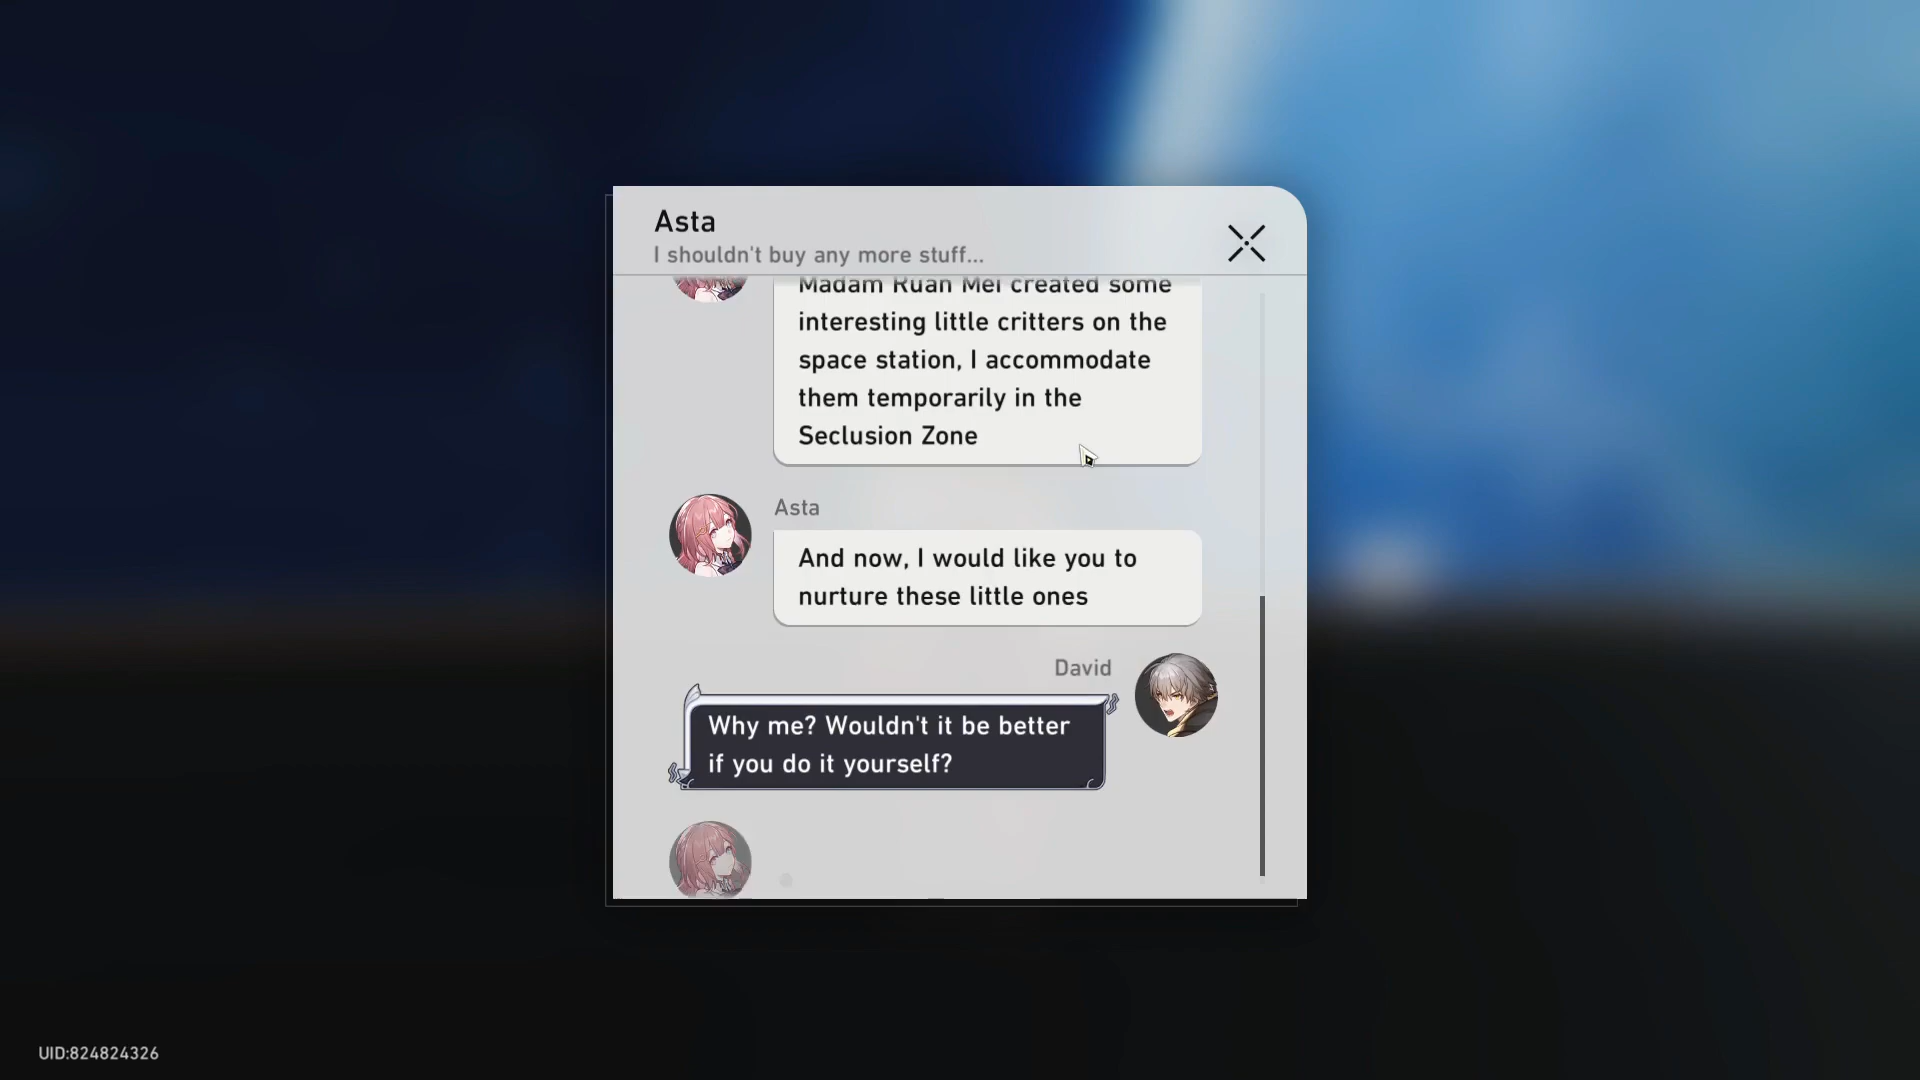 Asta
I shouldn't buy any more stuff...
Madam Ruan Mei created some
interesting little critters on the
space station, I accommodate
them temporarily in the
Seclusion Zone
Asta
And now, I would like you to
nurture these little ones
David
Why me? Wouldn't it be better
if you do it yourself?
UID:824824326